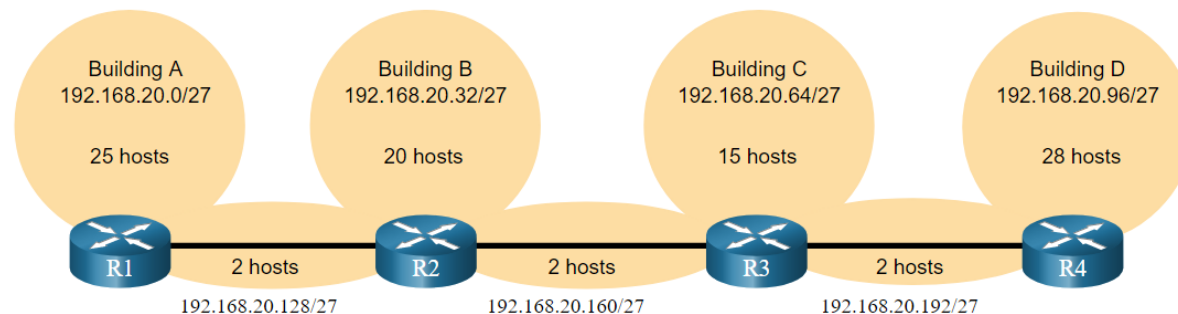 Building A
192.168.20.0/27
25 hosts
Building B
192.168.20.32/27
20 hosts
Building C
192.168.20.64/27
15 hosts
Building D
192.168.20.96/27
28 hosts
R1
2 hosts
R2
2 hosts
R3
2 hosts
R4
192.168.20.128/27
192.168.20.160/27
192.168.20.192/27